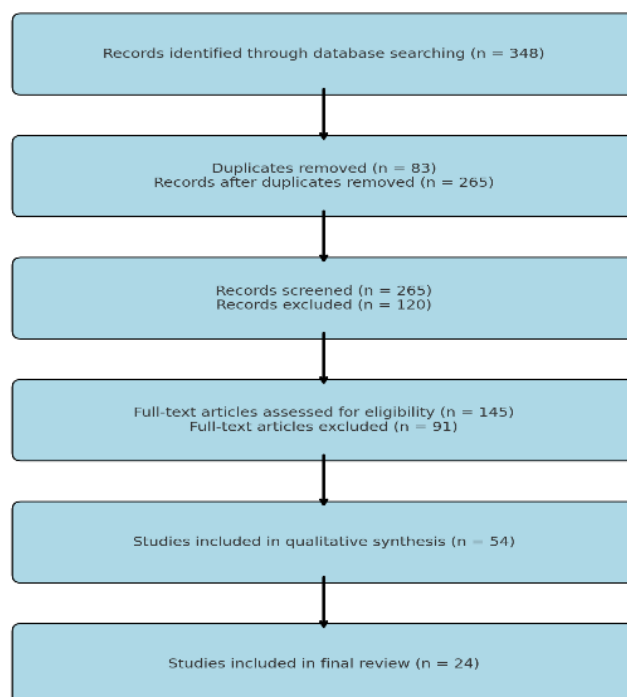 Records identified through database searching (n = 348)
Duplicates removed (n = 83)
Records after duplicates removed (n = 265)
Records screened (n = 265)
Records excluded (n = 120)
Full-text articles assessed for eligibility (n = 145)
Full-text articles excluded (n = 91)
Studies included in qualitative synthesis (n = 54)
Studies included in final review (n = 24)